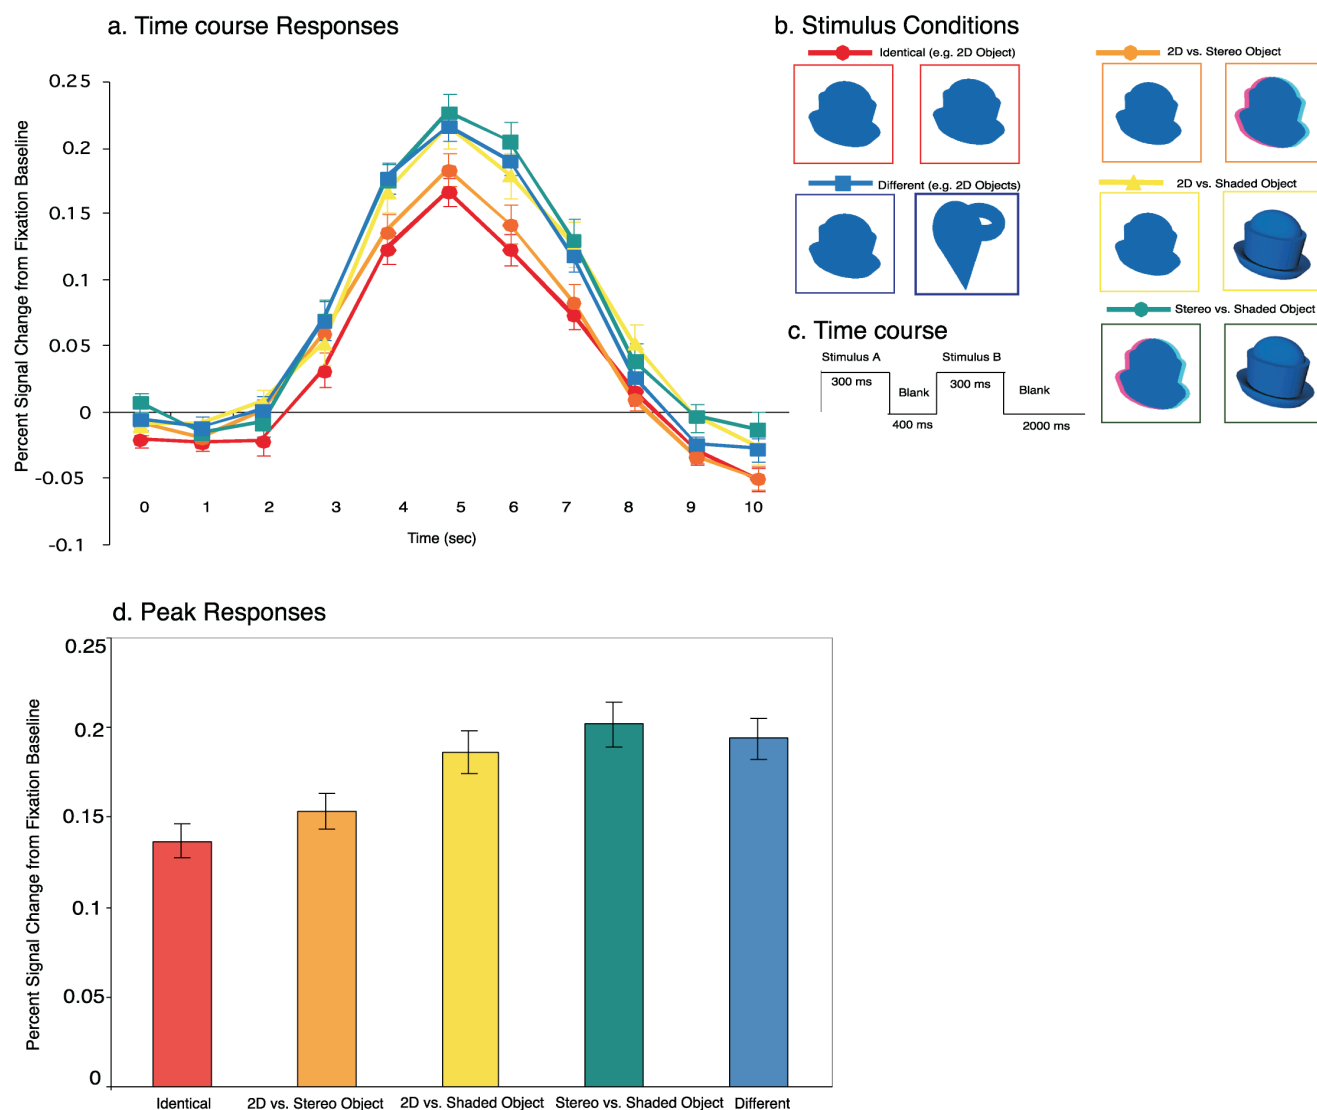 a. Time course Responses
Percent Signal Change from Fixation Baseline
0.25
0.2
0.15
0.1
0.05
0
-0.05
-0.1
0 1 2 3 4 5 6 7 8 9 10
Time (sec)
b. Stimulus Conditions
Identical (e.g. 2D Object)
2D vs. Stereo Object
Different (e.g. 2D Objects)
2D vs. Shaded Object
Stereo vs. Shaded Object
c. Time course
Stimulus A
Stimulus B
300 ms
Blank
300 ms
Blank
400 ms
2000 ms
d. Peak Responses
Percent Signal Change from Fixation Baseline
0.25
0.2
0.15
0.1
0.05
0
Identical
2D vs. Stereo Object
2D vs. Shaded Object
Stereo vs. Shaded Object
Different